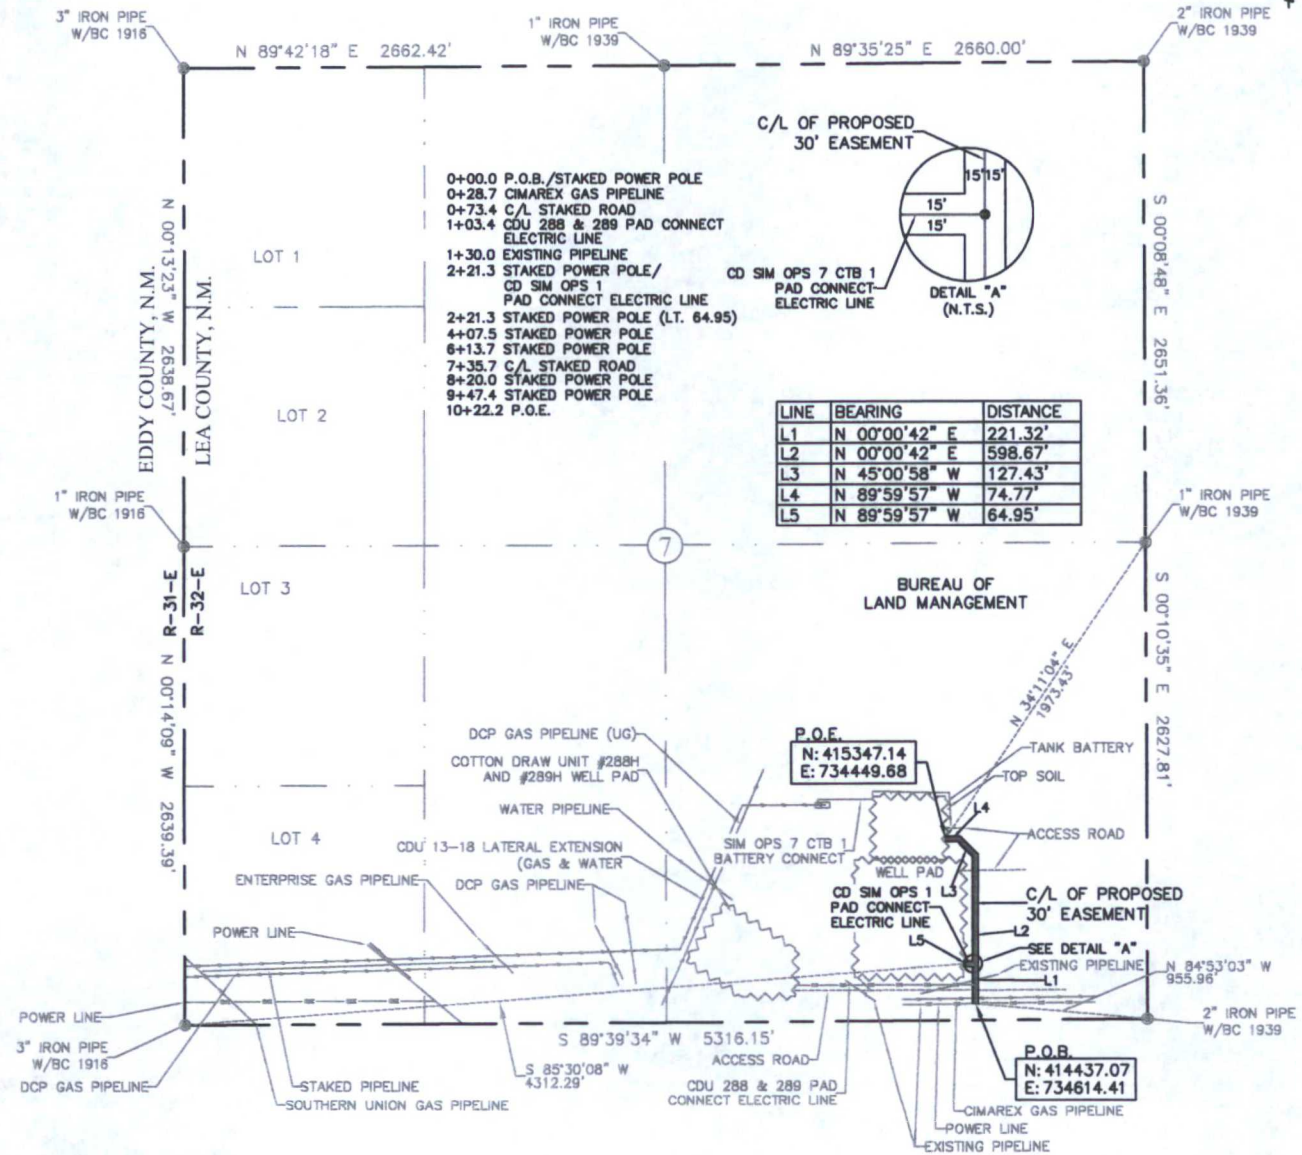 3" IRON PIPE
W/BC 1916
N 89°42'18" E 2662.42'
1" IRON PIPE
W/BC 1939
N 89°35'25" E 2660.00'
2" IRON PIPE
W/BC 1939
C/L OF PROPOSED
30' EASEMENT
15'
15'
15'
15'
CD SIM OPS 7 CTB 1
PAD CONNECT
ELECTRIC LINE
DETAIL "A"
(N.T.S.)
0+00.0 P.O.B./STAKED POWER POLE
0+28.7 CIMAREX GAS PIPELINE
0+73.4 C/L STAKED ROAD
1+03.4 CDU 288 & 289 PAD CONNECT
ELECTRIC LINE
1+30.0 EXISTING PIPELINE
2+21.3 STAKED POWER POLE/
CD SIM OPS 1
PAD CONNECT ELECTRIC LINE
2+21.3 STAKED POWER POLE (LT. 64.95)
4+07.5 STAKED POWER POLE
6+13.7 STAKED POWER POLE
7+35.7 C/L STAKED ROAD
8+20.0 STAKED POWER POLE
9+47.4 STAKED POWER POLE
10+22.2 P.O.E.
N 00°13'23" W 2638.67'
EDDY COUNTY, N.M.
LEA COUNTY, N.M.
LOT 1
LOT 2
S 00°08'48" E 2651.36'
LINE BEARING DISTANCE
L1 N 00°00'42" E 221.32'
L2 N 00°00'42" E 598.67'
L3 N 45°00'58" W 127.43'
L4 N 89°59'57" W 74.77'
L5 N 89°59'57" W 64.95'
1" IRON PIPE
W/BC 1916
1" IRON PIPE
W/BC 1939
7
R-31-E
R-32-E
LOT 3
BUREAU OF
LAND MANAGEMENT
N 00°14'09" W 2639.39'
S 00°10'35" E 2627.81'
N 34°11'04" E
1973.43'
DCP GAS PIPELINE (UG)
COTTON DRAW UNIT #288H
AND #289H WELL PAD
WATER PIPELINE
CDU 13-18 LATERAL EXTENSION
(GAS & WATER
DCP GAS PIPELINE
ENTERPRISE GAS PIPELINE
LOT 4
POWER LINE
P.O.E.
N: 415347.14
E: 734449.68
TANK BATTERY
TOP SOIL
L4
ACCESS ROAD
SIM OPS 7 CTB 1
BATTERY CONNECT
WELL PAD
CD SIM OPS 1
PAD CONNECT
ELECTRIC LINE
L3
L5
C/L OF PROPOSED
30' EASEMENT
L2
SEE DETAIL "A"
EXISTING PIPELINE
L1
N 84°53'03" W
955.96'
POWER LINE
3" IRON PIPE
W/BC 1916
DCP GAS PIPELINE
STAKED PIPELINE
SOUTHERN UNION GAS PIPELINE
S 89°39'34" W 5316.15'
S 85°30'08" W
4312.29'
ACCESS ROAD
CDU 288 & 289 PAD
CONNECT ELECTRIC LINE
2" IRON PIPE
W/BC 1939
P.O.B.
N: 414437.07
E: 734614.41
CIMAREX GAS PIPELINE
POWER LINE
EXISTING PIPELINE